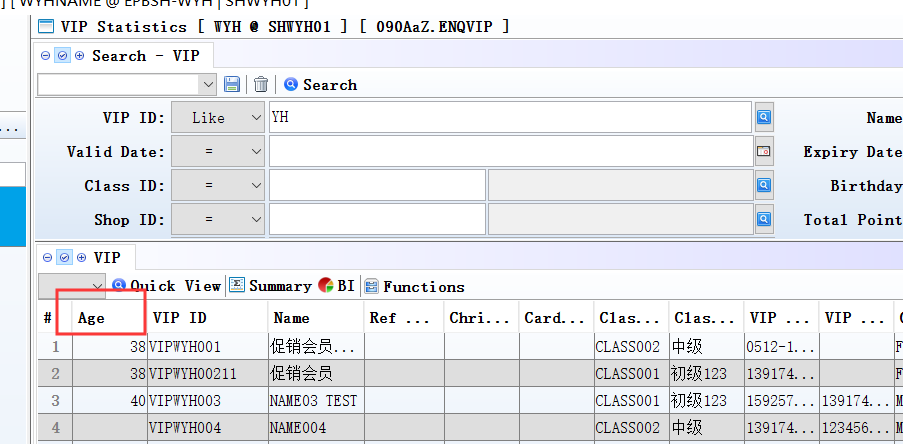 ] [ WYHNAME @ EPBSH-WYH | SHWYH01 ]
VIP Statistics [ WYH @ SHWYH01 ] [ 090AaZ.ENQVIP ]
Search - VIP
Search
VIP ID: Like YH Name
...
Valid Date: = Expiry Date
Class ID: = Birthday
Shop ID: = Total Point
VIP
Quick View Summary BI Functions
# Age VIP ID Name Ref ... Chri... Card... Clas... Clas... VIP ... VIP ...
1 38 VIPWYH001 促销会员... CLASS002 中级 0512-1... F
2 38 VIPWYH00211 促销会员 CLASS001 初级123 139174... F
3 40 VIPWYH003 NAME03 TEST CLASS001 初级123 159257... 139174... M
4 VIPWYH004 NAME004 CLASS002 中级 139174... 123456... M